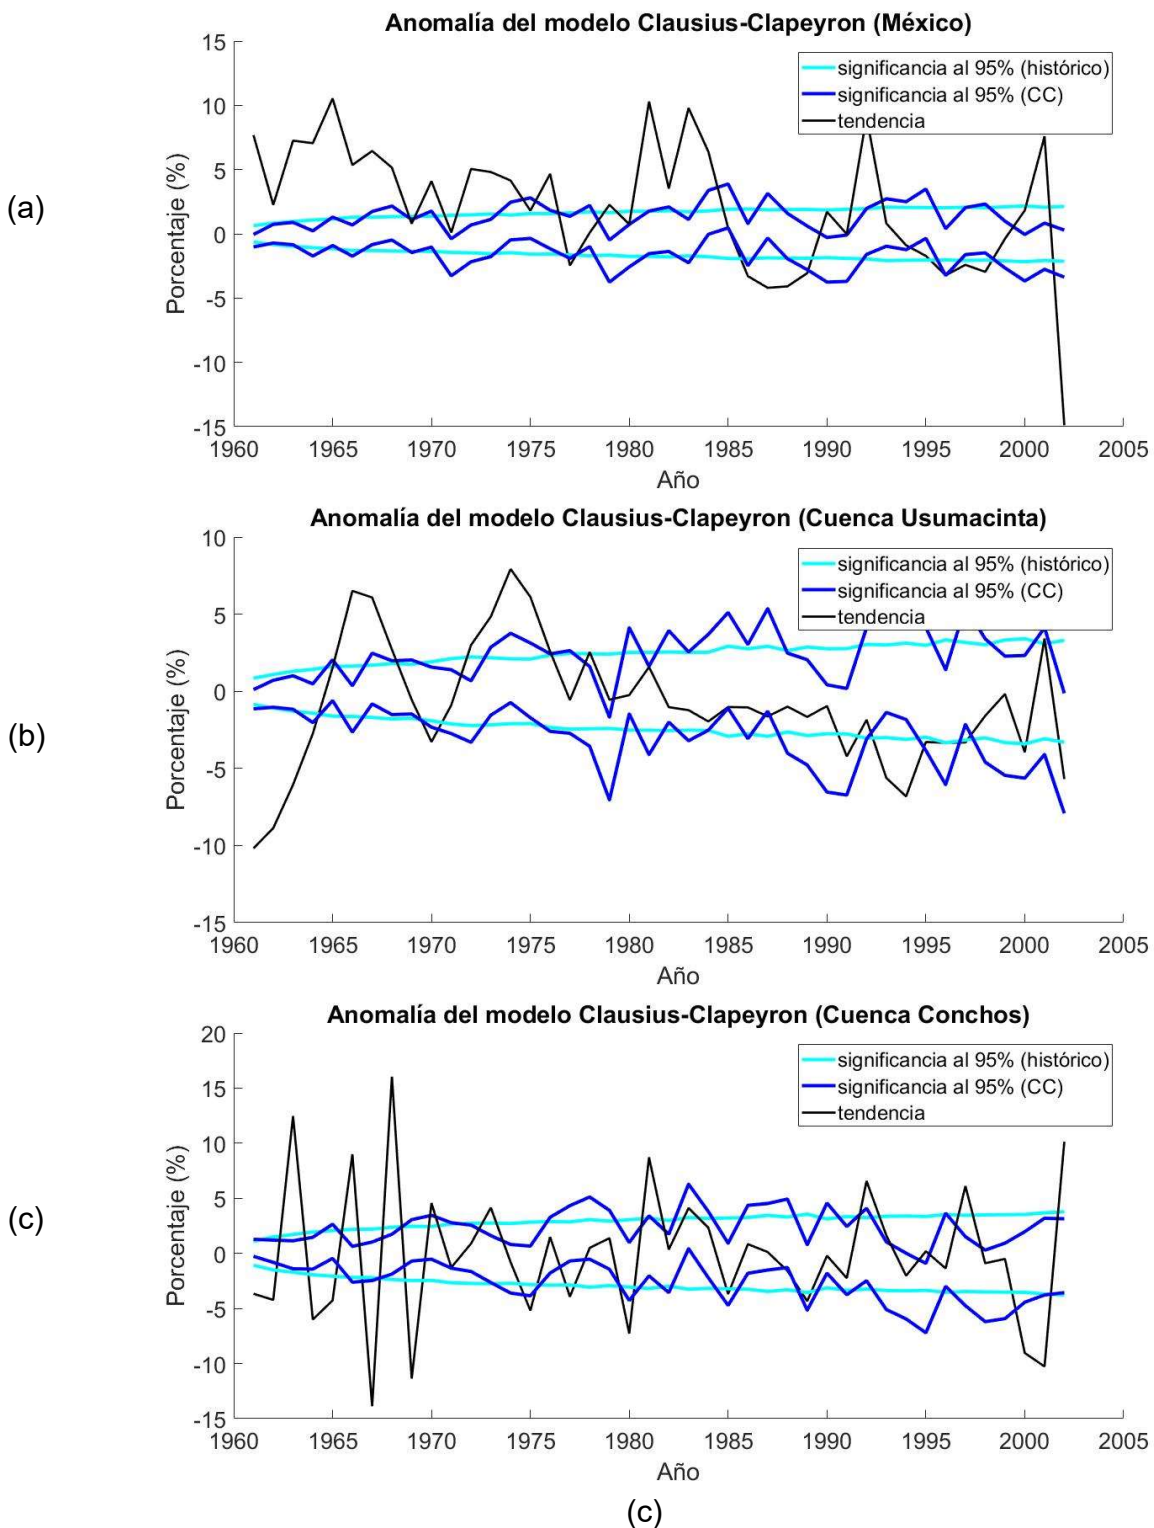 Anomalía del modelo Clausius-Clapeyron (México)
15
10
5
0
-5
-10
-15
Porcentaje (%)
significancia al 95% (histórico)
significancia al 95% (CC)
tendencia
(a)
1960 1965 1970 1975 1980 1985 1990 1995 2000 2005
Año
Anomalía del modelo Clausius-Clapeyron (Cuenca Usumacinta)
10
5
0
-5
-10
-15
Porcentaje (%)
significancia al 95% (histórico)
significancia al 95% (CC)
tendencia
(b)
1960 1965 1970 1975 1980 1985 1990 1995 2000 2005
Año
Anomalía del modelo Clausius-Clapeyron (Cuenca Conchos)
20
15
10
5
0
-5
-10
-15
Porcentaje (%)
significancia al 95% (histórico)
significancia al 95% (CC)
tendencia
(c)
1960 1965 1970 1975 1980 1985 1990 1995 2000 2005
Año
(c)